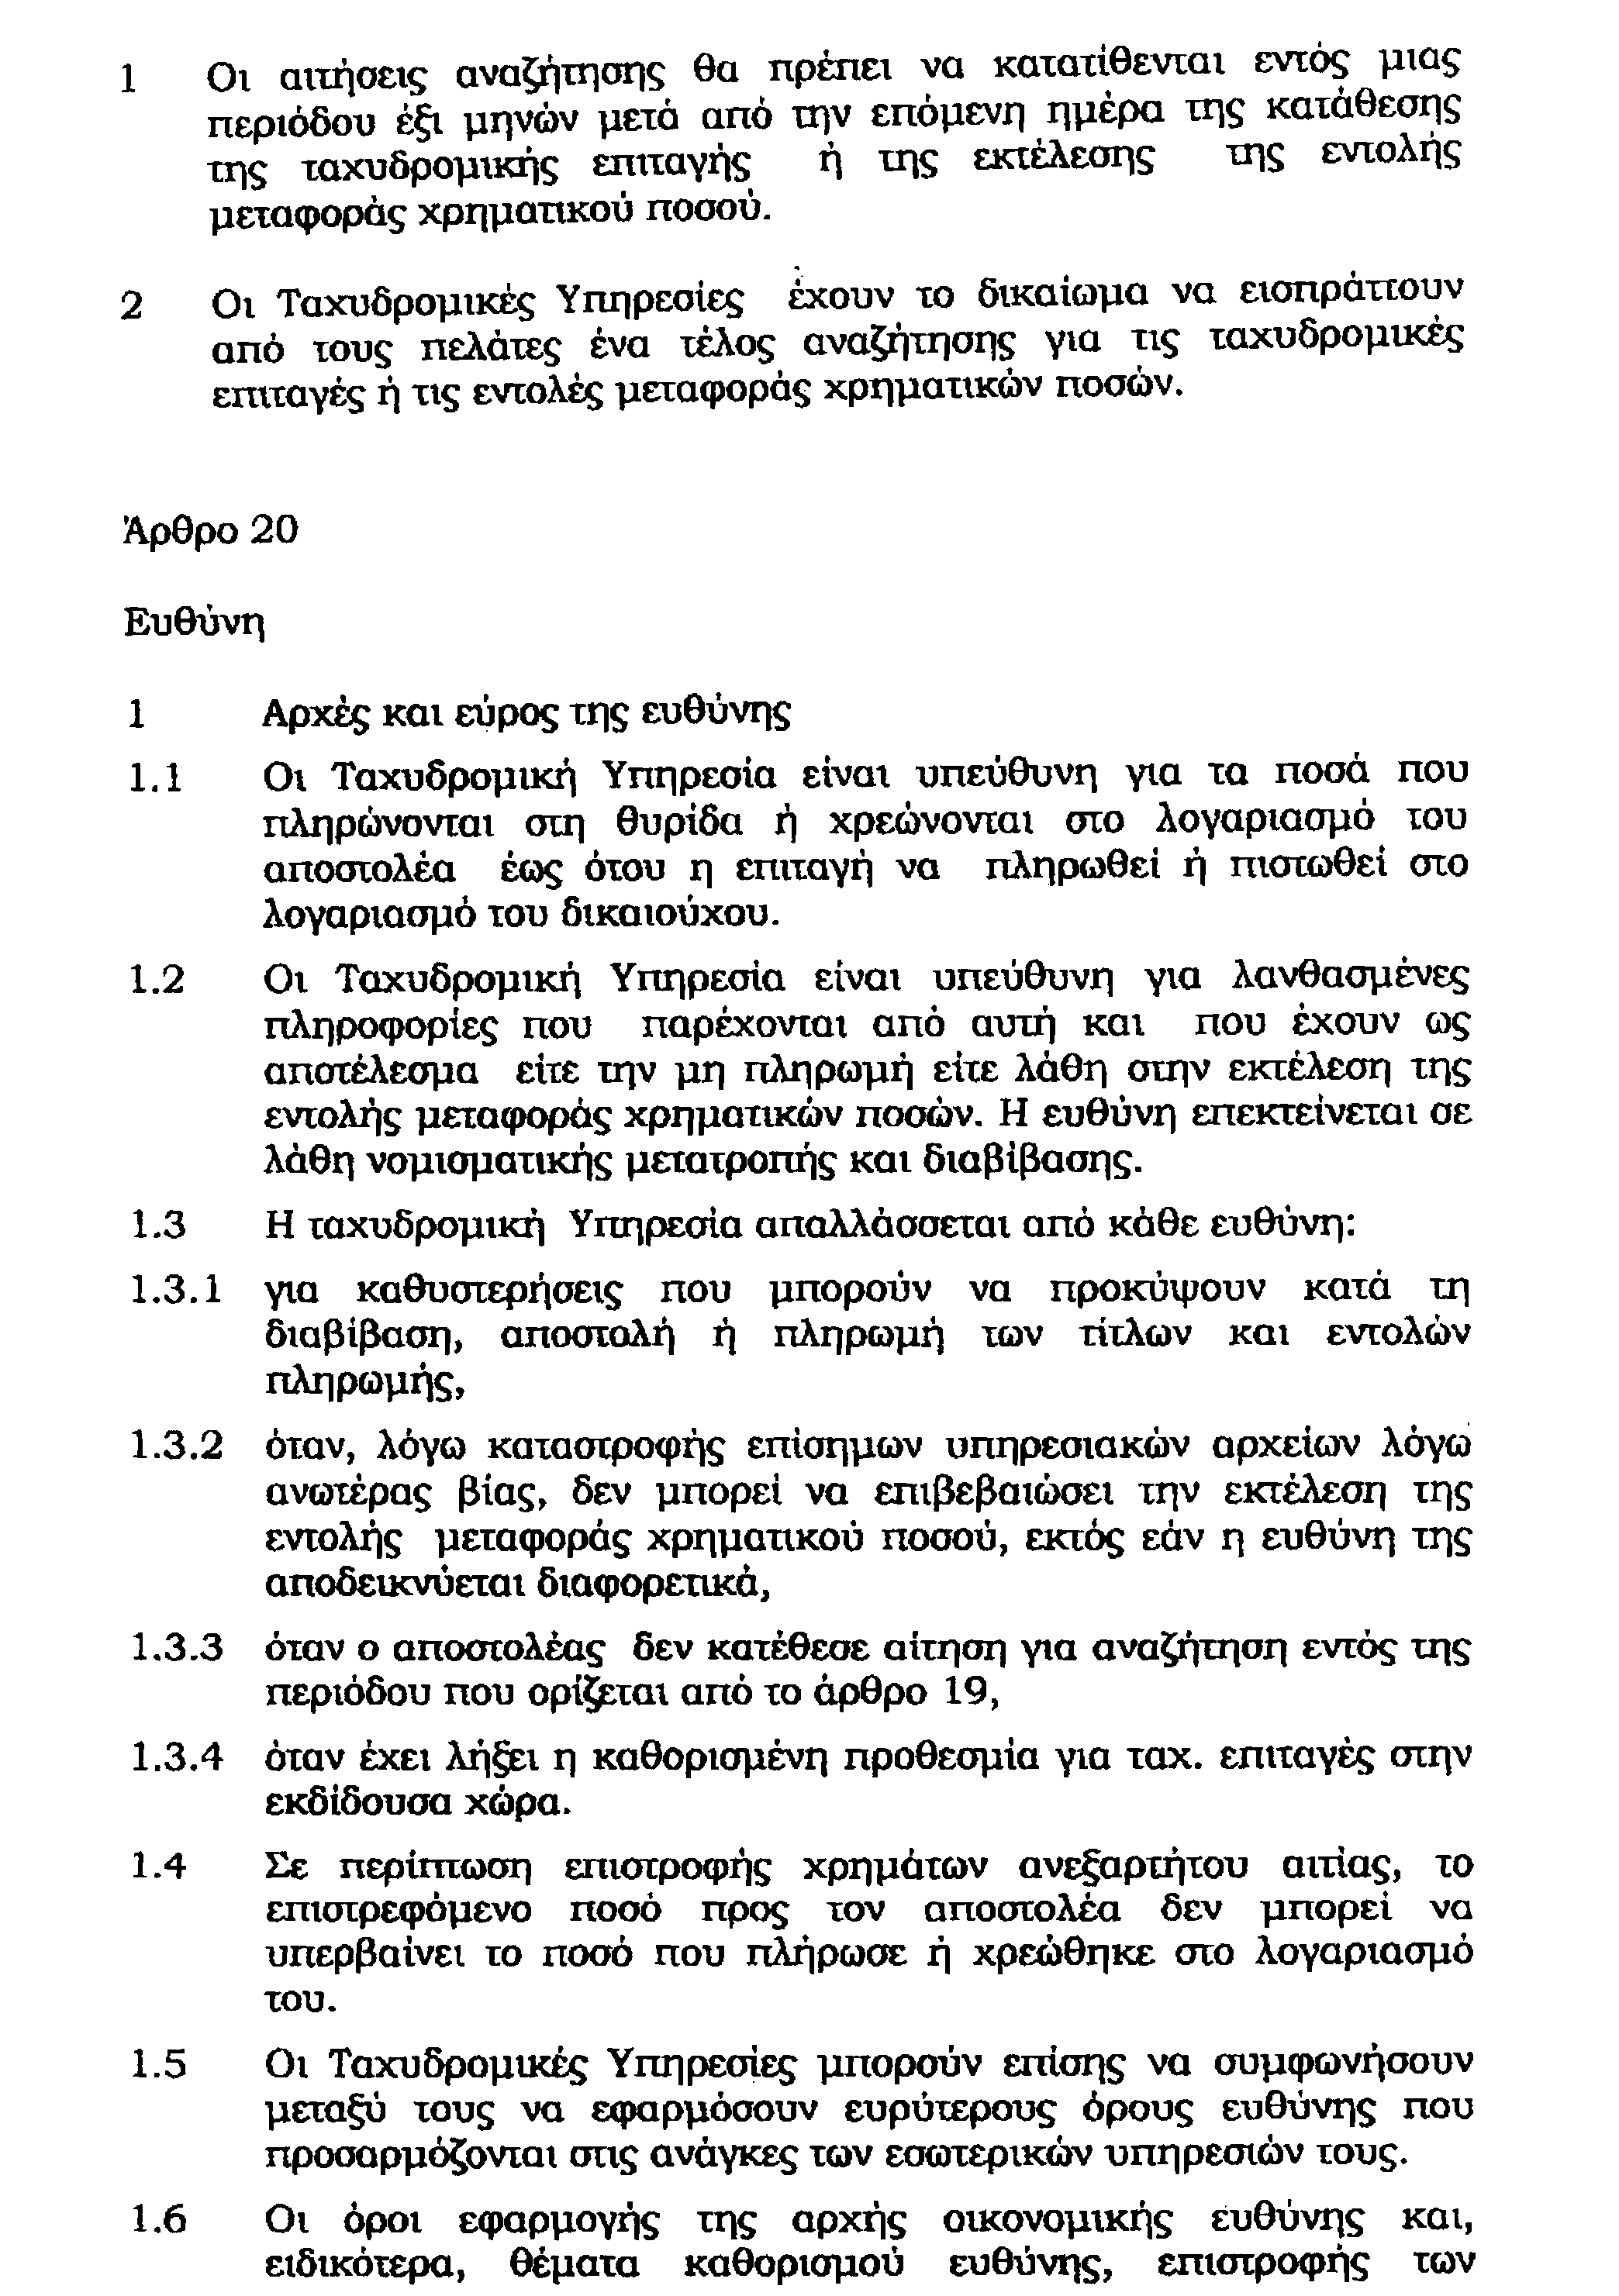 1 Οι αιτήσεις αναζήτησης θα πρέπει να κατατίθενται εντός μιας
περιόδου έξι μηνών μετά από την επόμενη ημέρα της κατάθεσης
της ταχυδρομικής επιταγής ή της εκτέλεσης της εντολής
μεταφοράς χρηματικού ποσού.
2 Οι Ταχυδρομικές Υπηρεσίες έχουν το δικαίωμα να εισπράττουν
από τους πελάτες ένα τέλος αναζήτησης για τις ταχυδρομικές
επιταγές ή τις εντολές μεταφοράς χρηματικών ποσών.
Άρθρο 20
Ευθύνη
1 Αρχές και εύρος της ευθύνης
1.1 Οι Ταχυδρομική Υπηρεσία είναι υπεύθυνη για τα ποσά που
πληρώνονται στη θυρίδα ή χρεώνονται στο λογαριασμό του
αποστολέα έως ότου η επιταγή να πληρωθεί ή πιστωθεί στο
λογαριασμό του δικαιούχου.
1.2 Οι Ταχυδρομική Υπηρεσία είναι υπεύθυνη για λανθασμένες
πληροφορίες που παρέχονται από αυτή και που έχουν ως
αποτέλεσμα είτε την μη πληρωμή είτε λάθη στην εκτέλεση της
εντολής μεταφοράς χρηματικών ποσών. Η ευθύνη επεκτείνεται σε
λάθη νομισματικής μετατροπής και διαβίβασης.
1.3 Η ταχυδρομική Υπηρεσία απαλλάσσεται από κάθε ευθύνη:
1.3.1 για καθυστερήσεις που μπορούν να προκύψουν κατά τη
διαβίβαση, αποστολή ή πληρωμή των τίτλων και εντολών
πληρωμής,
1.3.2 όταν, λόγω καταστροφής επίσημων υπηρεσιακών αρχείων λόγω
ανωτέρας βίας, δεν μπορεί να επιβεβαιώσει την εκτέλεση της
εντολής μεταφοράς χρηματικού ποσού, εκτός εάν η ευθύνη της
αποδεικνύεται διαφορετικά,
1.3.3 όταν ο αποστολέας δεν κατέθεσε αίτηση για αναζήτηση εντός της
περιόδου που ορίζεται από το άρθρο 19,
1.3.4 όταν έχει λήξει η καθορισμένη προθεσμία για ταχ. επιταγές στην
εκδίδουσα χώρα.
1.4 Σε περίπτωση επιστροφής χρημάτων ανεξαρτήτου αιτίας, το
επιστρεφόμενο ποσό προς τον αποστολέα δεν μπορεί να
υπερβαίνει το ποσό που πλήρωσε ή χρεώθηκε στο λογαριασμό
του.
1.5 Οι Ταχυδρομικές Υπηρεσίες μπορούν επίσης να συμφωνήσουν
μεταξύ τους να εφαρμόσουν ευρύτερους όρους ευθύνης που
προσαρμόζονται στις ανάγκες των εσωτερικών υπηρεσιών τους.
1.6 Οι όροι εφαρμογής της αρχής οικονομικής ευθύνης και,
ειδικότερα, θέματα καθορισμού ευθύνης, επιστροφής των